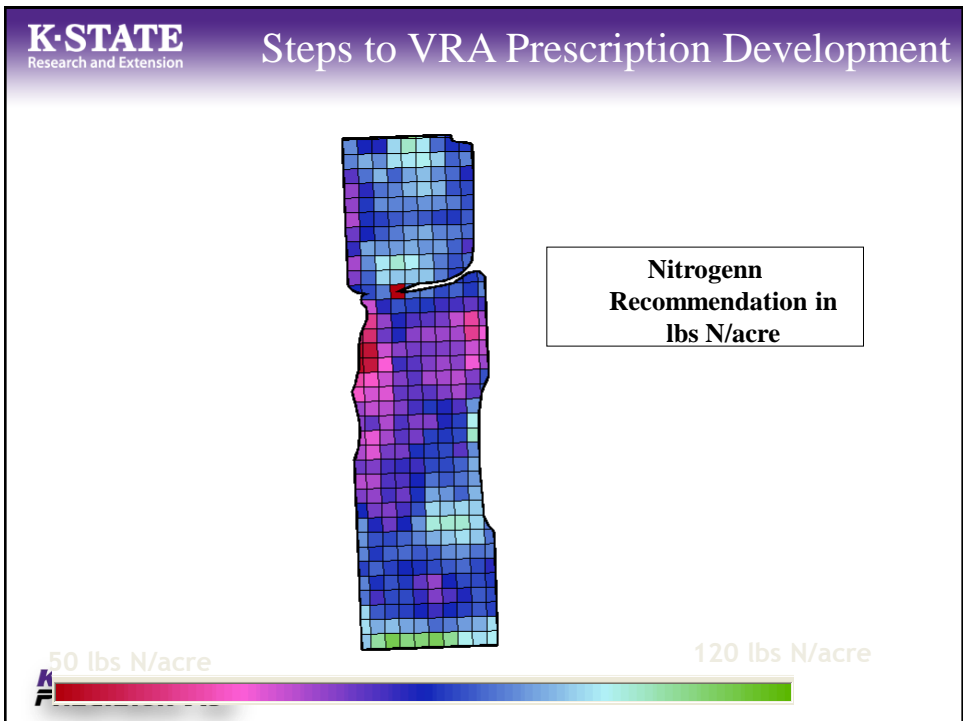 K·STATE
Research and Extension
Steps to VRA Prescription Development
Nitrogenn
Recommendation in
lbs N/acre
50 lbs N/acre
120 lbs N/acre